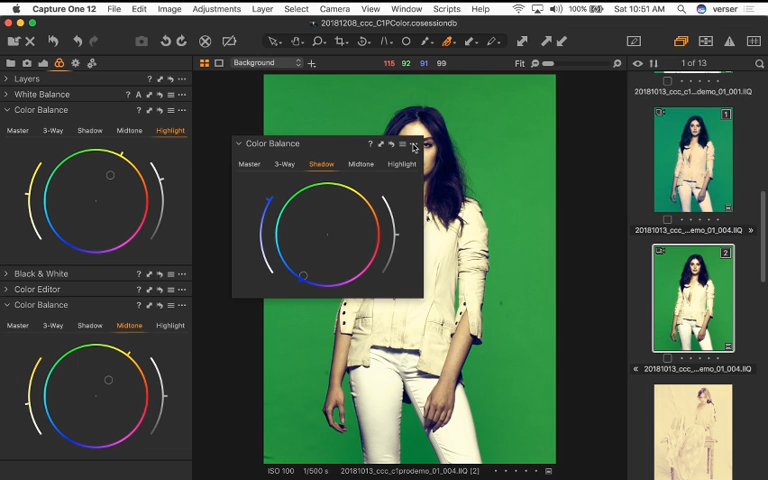 Capture One 12 File Edit View Image Adjustments Layer Select Camera Window Scripts Help 100% Sat 10:51 AM verser
20181208_ccc_C1PColor.cosessiondb
Background 115 92 91 99 Fit 1 of 13
Layers ? ...
White Balance ? A ...
Color Balance ? ...
Master 3-Way Shadow Midtone Highlight
Black & White ? ...
Color Editor ? ...
Color Balance ? ...
Master 3-Way Shadow Midtone Highlight
Color Balance ?
Master 3-Way Shadow Midtone Highlight
ISO 100 1/500 s 20181013_ccc_c1prodemo_01_004.IIQ [2]
20181013_ccc_c1...demo_01_001.IIQ
1
20181013_ccc_...emo_01_004.IIQ »
2
« 20181013_ccc_...emo_01_004.IIQ